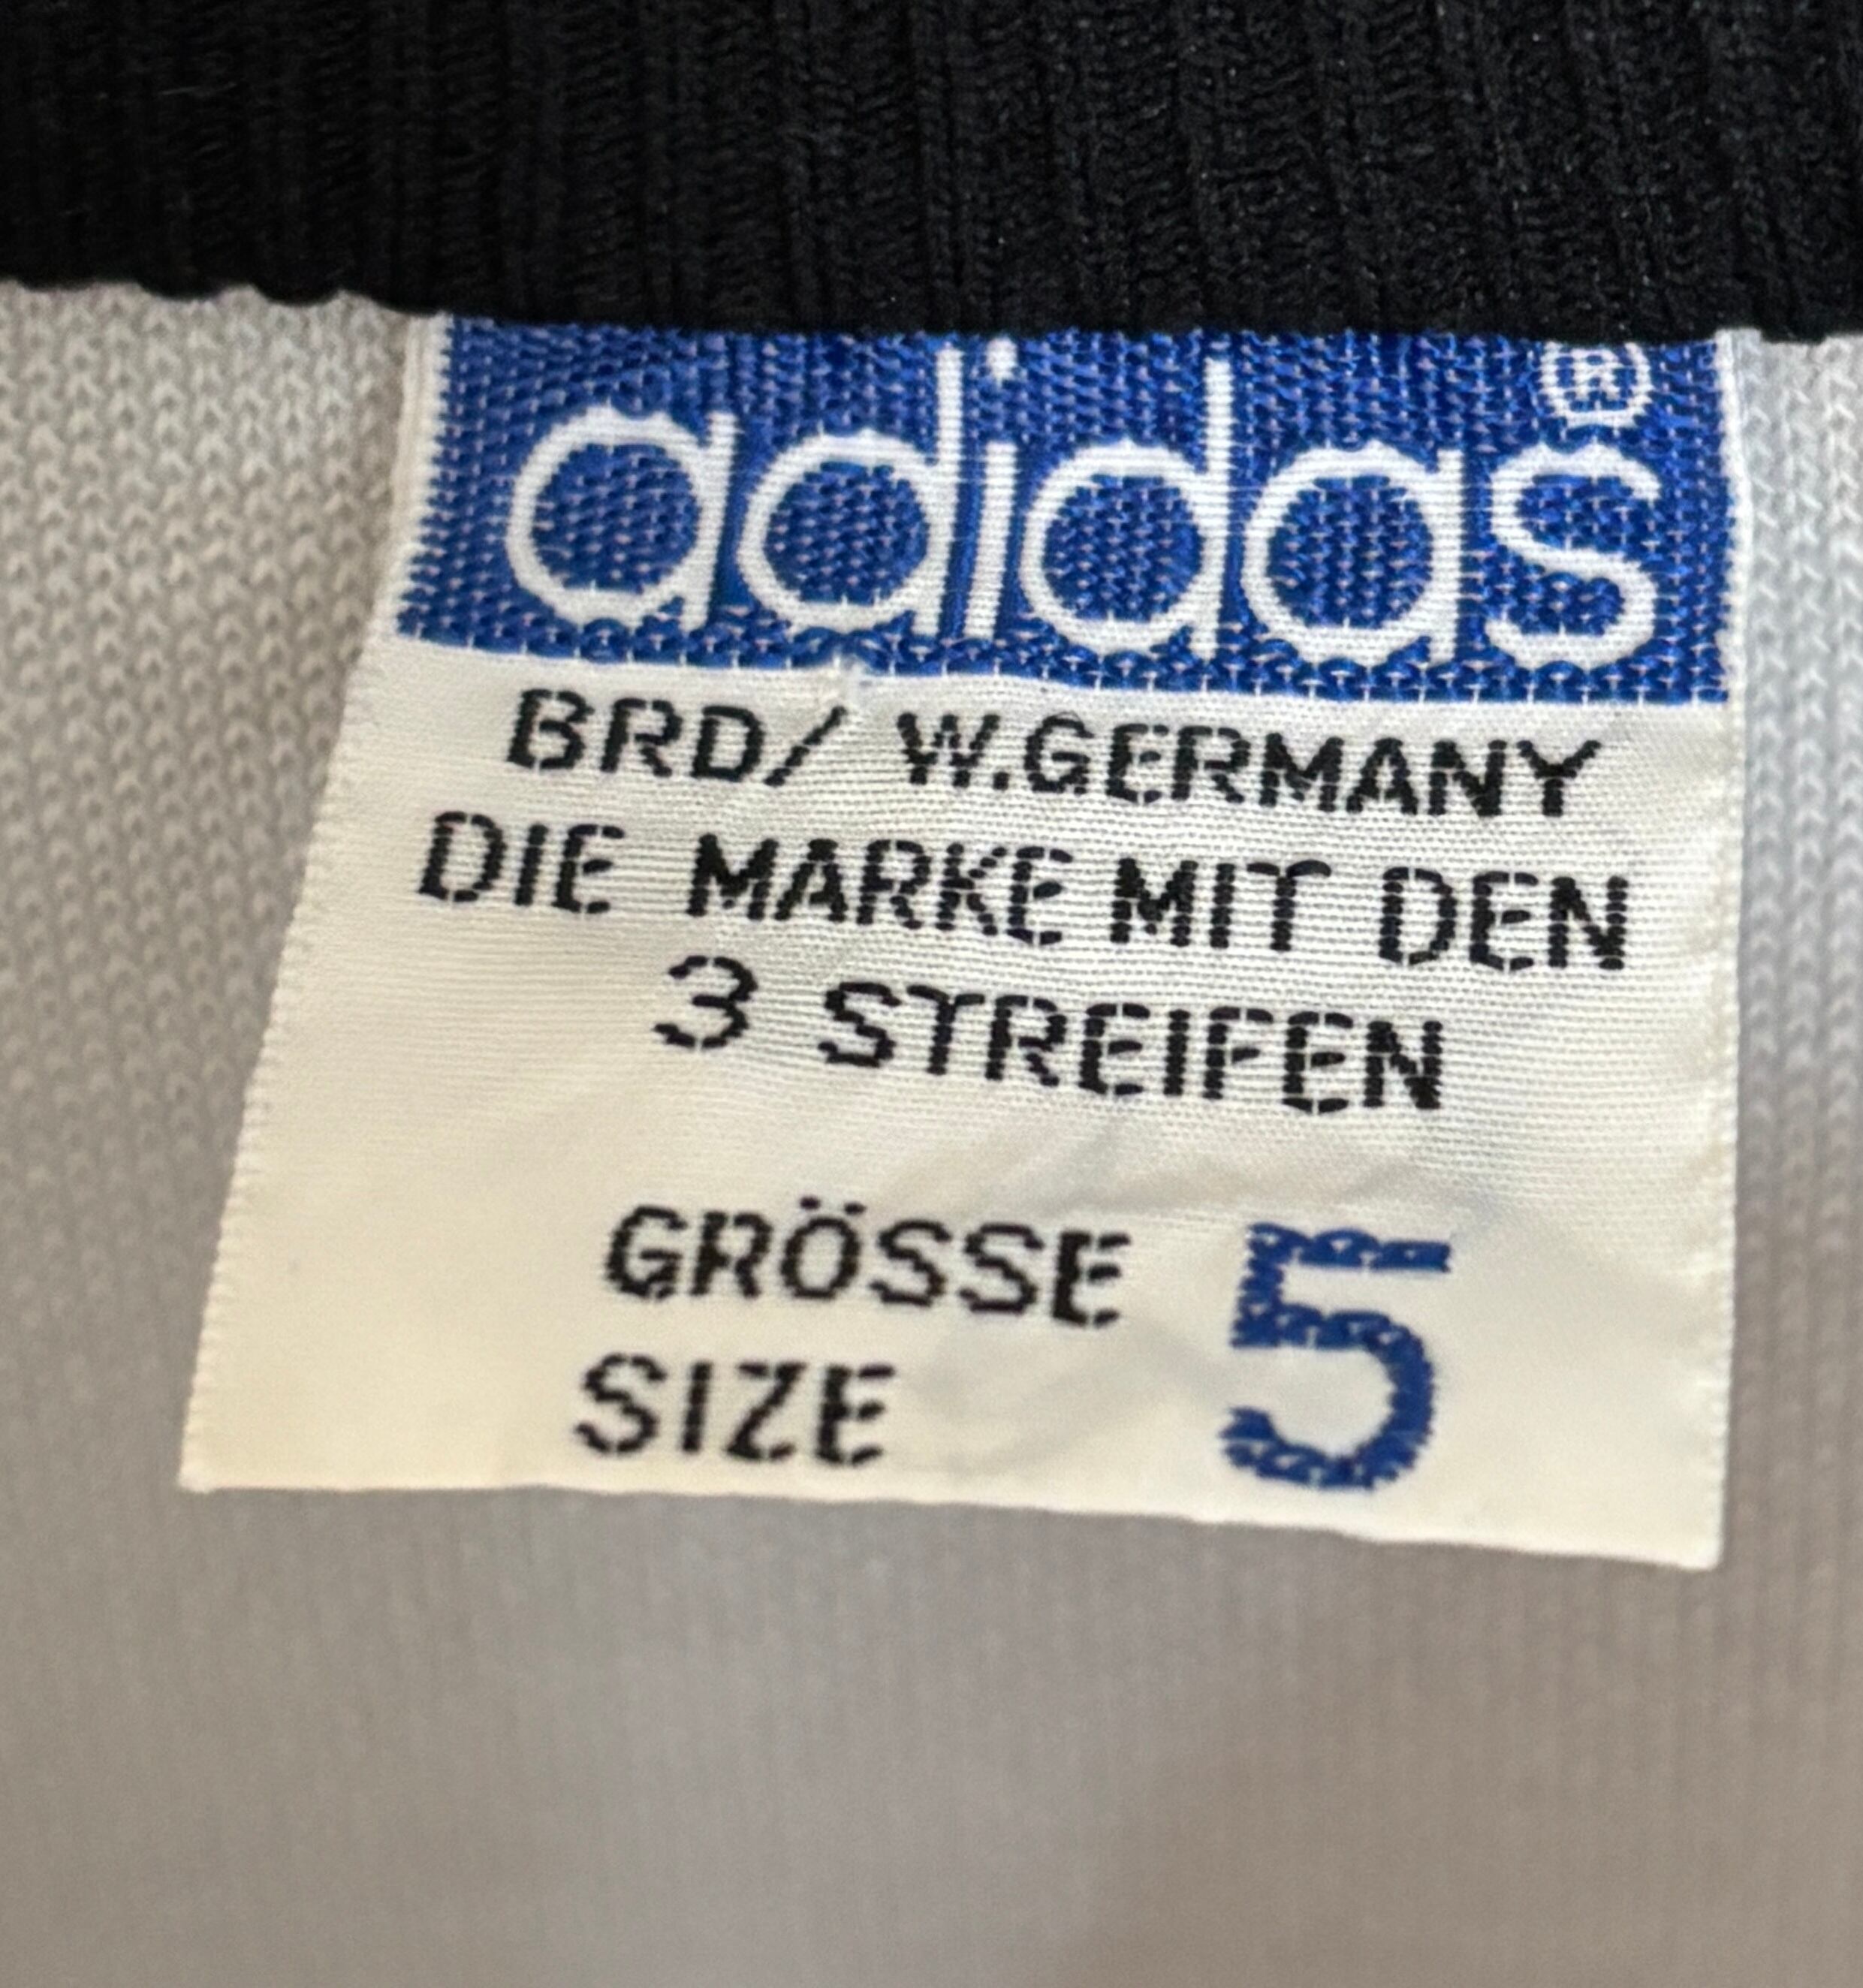 adidas®
BRD/ W.GERMANY
DIE MARKE MIT DEN
3 STREIFEN
GRÖSSE 5
SIZE